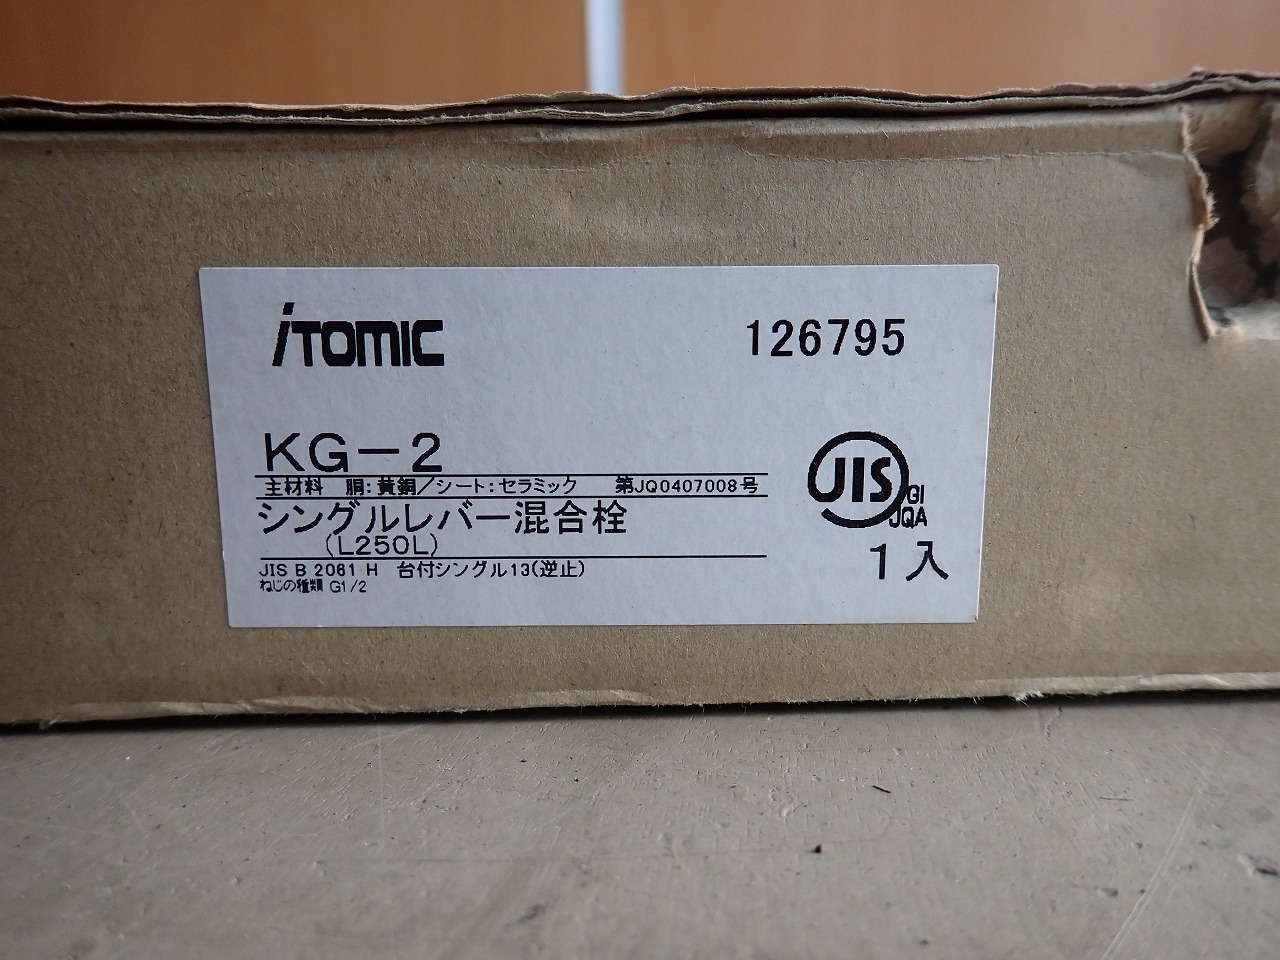 iTOMIC
126795
KG-2
主材料 胴:黄銅/シート:セラミック 第JQ0407008号
シングルレバー混合栓
(L250L)
JIS
GI
JQA
JIS B 2061 H 台付シングル13(逆止)
ねじの種類 G1/2
1入